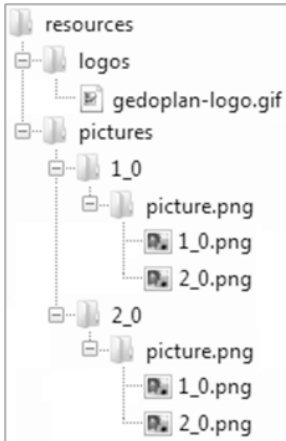 resources
logos
gedoplan-logo.gif
pictures
1_0
picture.png
1_0.png
2_0.png
2_0
picture.png
1_0.png
2_0.png